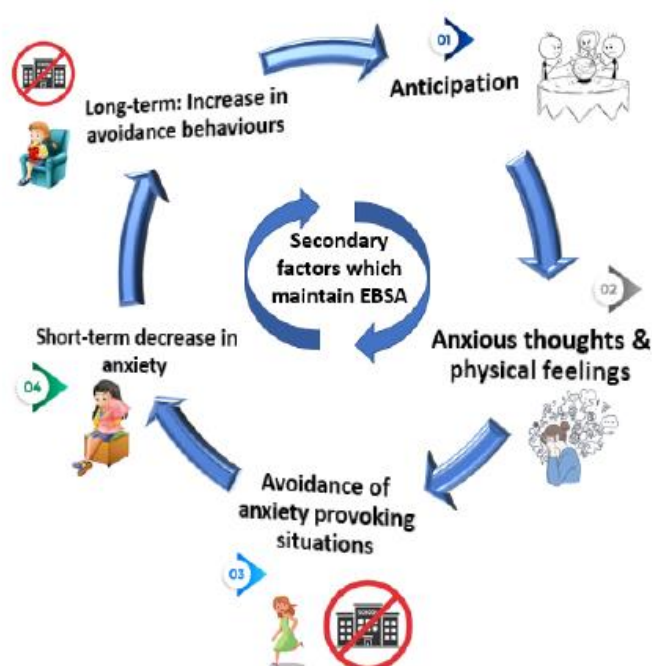 01
Anticipation
02
Anxious thoughts &
physical feelings
Avoidance of
anxiety provoking
situations
03
SCHOOL
Short-term decrease in
anxiety
04
Long-term: Increase in
avoidance behaviours
Secondary
factors which
maintain EBSA